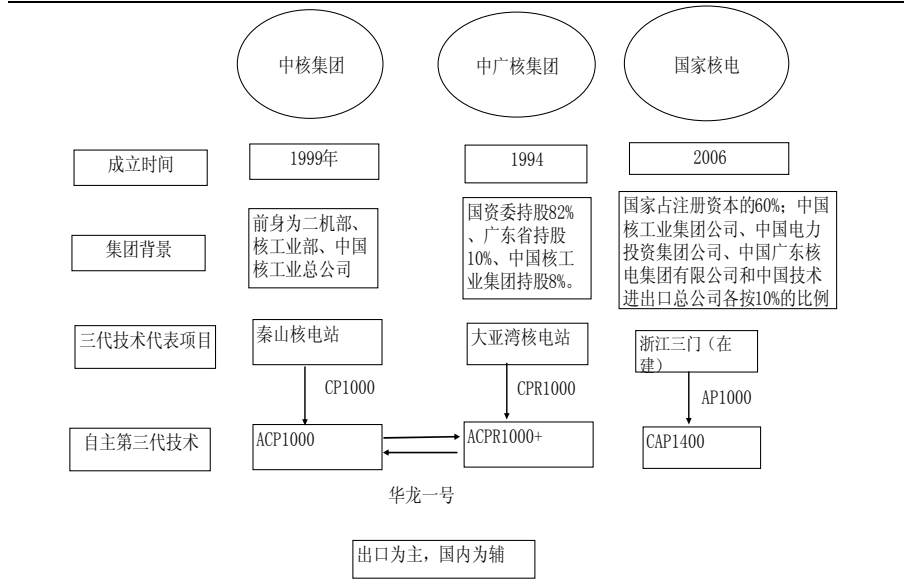 中核集团
中广核集团
国家核电
成立时间
1999年
1994
2006
集团背景
前身为二机部、
核工业部、中国
核工业总公司
国资委持股82%
、广东省持股
10%、中国核工
业集团持股8%。
国家占注册资本的60%；中国
核工业集团公司、中国电力
投资集团公司、中国广东核
电集团有限公司和中国技术
进出口总公司各按10%的比例
三代技术代表项目
秦山核电站
大亚湾核电站
浙江三门（在
建）
CP1000
CPR1000
AP1000
自主第三代技术
ACP1000
ACPR1000+
CAP1400
华龙一号
出口为主，国内为辅